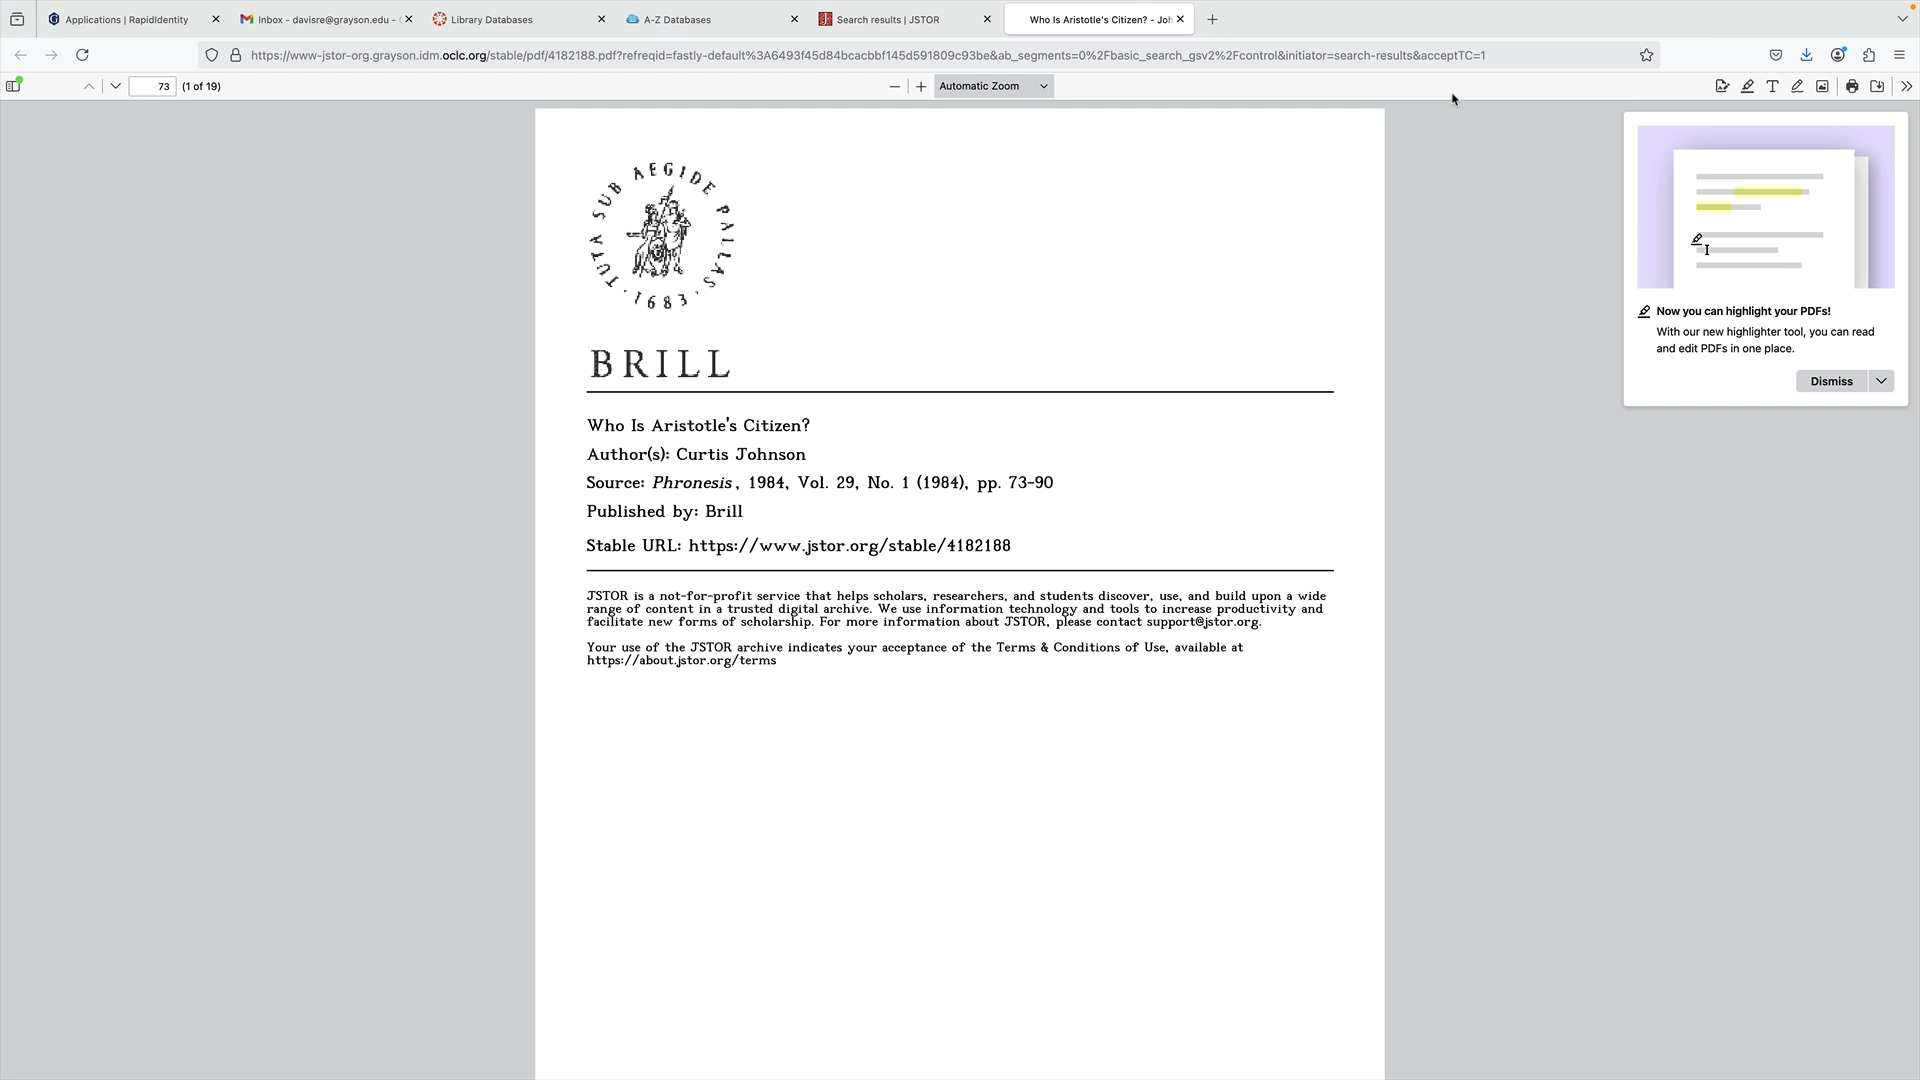 Applications | RapidIdentity
Inbox - davisre@grayson.edu - G
Library Databases
A-Z Databases
Search results | JSTOR
Who Is Aristotle's Citizen? - Joh
https://www-jstor-org.grayson.idm.oclc.org/stable/pdf/4182188.pdf?refreqid=fastly-default%3A6493f45d84bcacbbf145d591809c93be&ab_segments=0%2Fbasic_search_gsv2%2Fcontrol&initiator=search-results&acceptTC=1
73 (1 of 19)
Automatic Zoom
TUTA SUB AEGIDE PALLAS · 1683 ·
BRILL
Who Is Aristotle's Citizen?
Author(s): Curtis Johnson
Source: Phronesis , 1984, Vol. 29, No. 1 (1984), pp. 73-90
Published by: Brill
Stable URL: https://www.jstor.org/stable/4182188
JSTOR is a not-for-profit service that helps scholars, researchers, and students discover, use, and build upon a wide
range of content in a trusted digital archive. We use information technology and tools to increase productivity and
facilitate new forms of scholarship. For more information about JSTOR, please contact support@jstor.org.
Your use of the JSTOR archive indicates your acceptance of the Terms & Conditions of Use, available at
https://about.jstor.org/terms
Now you can highlight your PDFs!
With our new highlighter tool, you can read
and edit PDFs in one place.
Dismiss